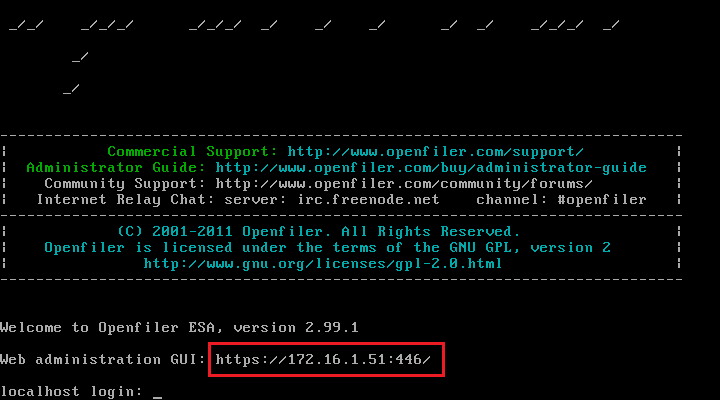 Commercial Support: http://www.openfiler.com/support/
Administrator Guide: http://www.openfiler.com/buy/administrator-guide
Community Support: http://www.openfiler.com/community/forums/
Internet Relay Chat: server: irc.freenode.net channel: #openfiler
(C) 2001-2011 Openfiler. All Rights Reserved.
Openfiler is licensed under the terms of the GNU GPL, version 2
http://www.gnu.org/licenses/gpl-2.0.html
Welcome to Openfiler ESA, version 2.99.1
Web administration GUI: https://172.16.1.51:446/
localhost login: _